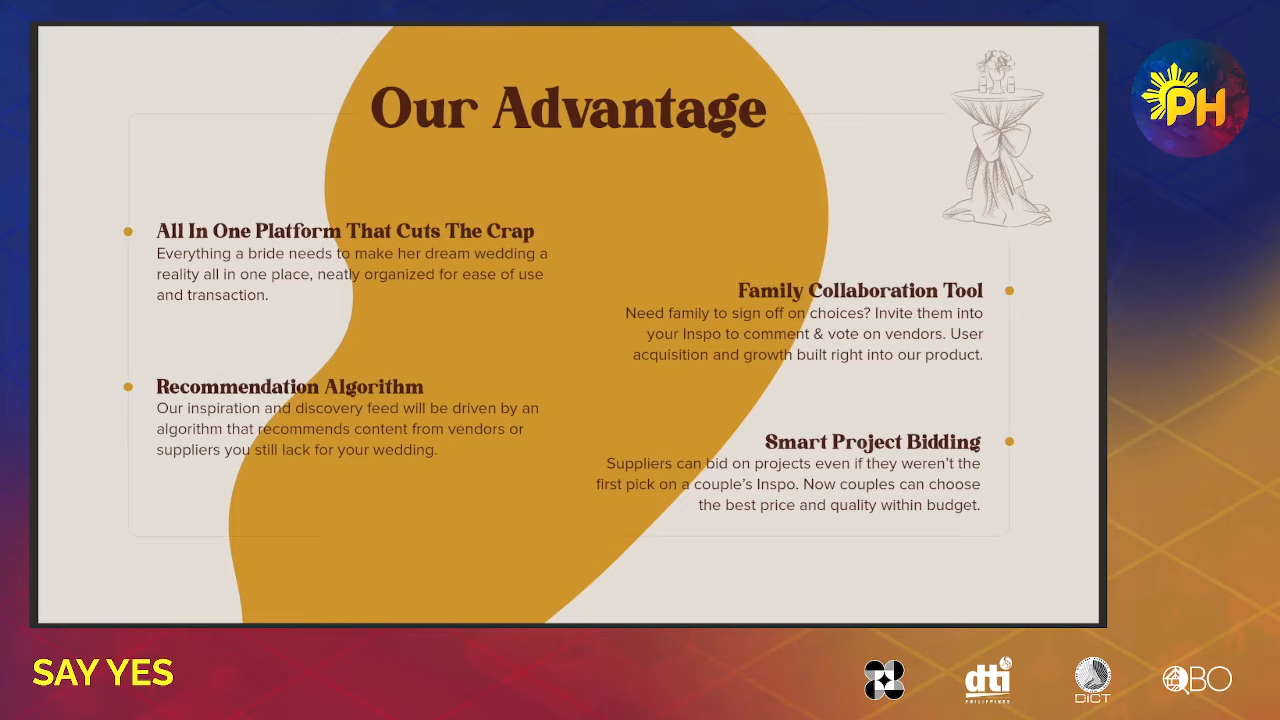 Our Advantage
PH
All In One Platform That Cuts The Crap
Everything a bride needs to make her dream wedding a
reality all in one place, neatly organized for ease of use
and transaction.
Family Collaboration Tool
Need family to sign off on choices? Invite them into
your Inspo to comment & vote on vendors. User
acquisition and growth built right into our product.
Recommendation Algorithm
Our inspiration and discovery feed will be driven by an
algorithm that recommends content from vendors or
suppliers you still lack for your wedding.
Smart Project Bidding
Suppliers can bid on projects even if they weren't the
first pick on a couple's Inspo. Now couples can choose
the best price and quality within budget.
SAY YES
dti
PHILIPPINES
DICT
QBO